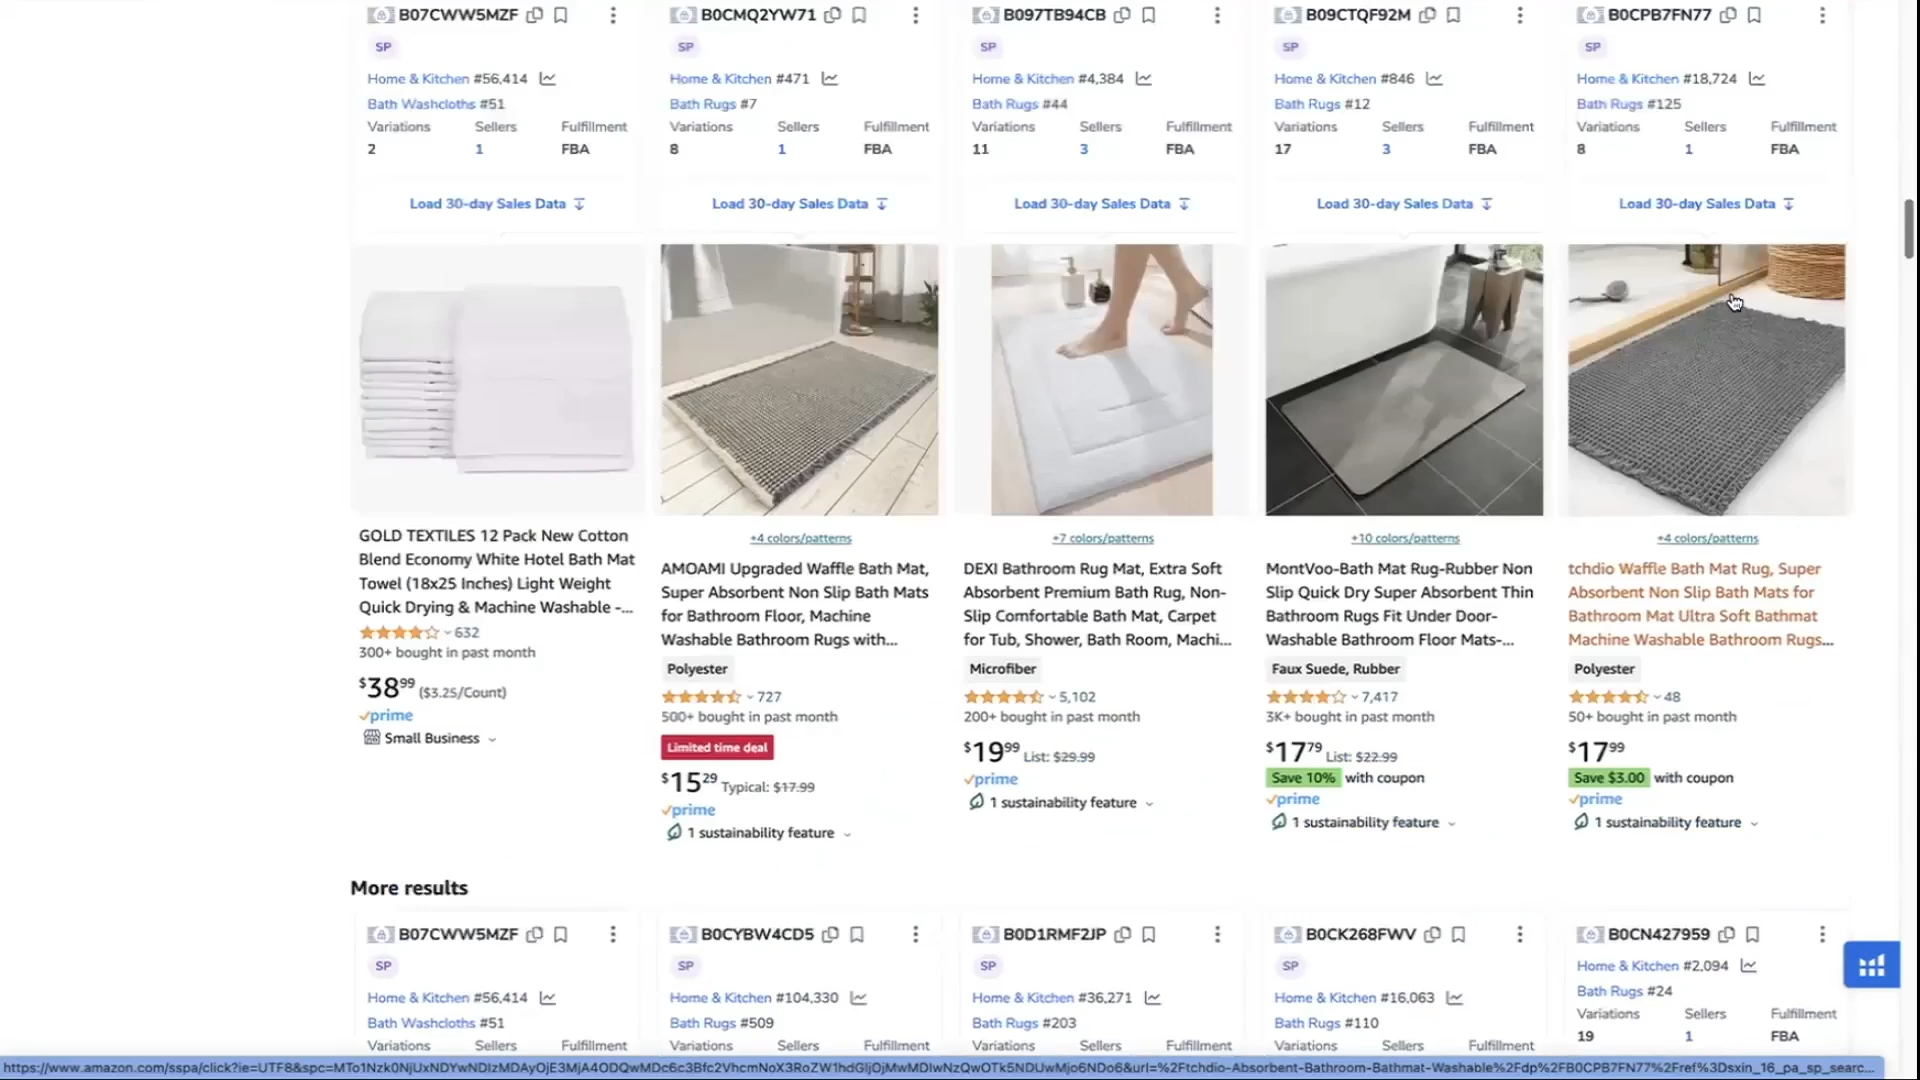 B07CWW5MZF
SP
Home & Kitchen #56,414
Bath Washcloths #51
Variations Sellers Fulfillment
2 1 FBA
Load 30-day Sales Data
B0CMQ2YW71
SP
Home & Kitchen #471
Bath Rugs #7
Variations Sellers Fulfillment
8 1 FBA
Load 30-day Sales Data
B097TB94CB
SP
Home & Kitchen #4,384
Bath Rugs #44
Variations Sellers Fulfillment
11 3 FBA
Load 30-day Sales Data
B09CTQF92M
SP
Home & Kitchen #846
Bath Rugs #12
Variations Sellers Fulfillment
17 3 FBA
Load 30-day Sales Data
B0CPB7FN77
SP
Home & Kitchen #18,724
Bath Rugs #125
Variations Sellers Fulfillment
8 1 FBA
Load 30-day Sales Data
GOLD TEXTILES 12 Pack New Cotton
Blend Economy White Hotel Bath Mat
Towel (18x25 Inches) Light Weight
Quick Drying & Machine Washable -...
632
300+ bought in past month
$38.99 ($3.25/Count)
prime
Small Business
+4 colors/patterns
AMOAMI Upgraded Waffle Bath Mat,
Super Absorbent Non Slip Bath Mats
for Bathroom Floor, Machine
Washable Bathroom Rugs with...
Polyester
727
500+ bought in past month
Limited time deal
$15.29 Typical: $17.99
prime
1 sustainability feature
+7 colors/patterns
DEXI Bathroom Rug Mat, Extra Soft
Absorbent Premium Bath Rug, Non-
Slip Comfortable Bath Mat, Carpet
for Tub, Shower, Bath Room, Machi...
Microfiber
5,102
200+ bought in past month
$19.99 List: $29.99
prime
1 sustainability feature
+10 colors/patterns
MontVoo-Bath Mat Rug-Rubber Non
Slip Quick Dry Super Absorbent Thin
Bathroom Rugs Fit Under Door-
Washable Bathroom Floor Mats-...
Faux Suede, Rubber
7,417
3K+ bought in past month
$17.79 List: $22.99
Save 10% with coupon
prime
1 sustainability feature
+4 colors/patterns
tchdio Waffle Bath Mat Rug, Super
Absorbent Non Slip Bath Mats for
Bathroom Mat Ultra Soft Bathmat
Machine Washable Bathroom Rugs...
Polyester
48
50+ bought in past month
$17.99
Save $3.00 with coupon
prime
1 sustainability feature
More results
B07CWW5MZF
SP
Home & Kitchen #56,414
Bath Washcloths #51
Variations Sellers Fulfillment
B0CYBW4CD5
SP
Home & Kitchen #104,330
Bath Rugs #509
Variations Sellers Fulfillment
B0D1RMF2JP
SP
Home & Kitchen #36,271
Bath Rugs #203
Variations Sellers Fulfillment
B0CK268FWV
SP
Home & Kitchen #16,063
Bath Rugs #110
Variations Sellers Fulfillment
B0CN427959
Home & Kitchen #2,094
Bath Rugs #24
Variations Sellers Fulfillment
19 1 FBA